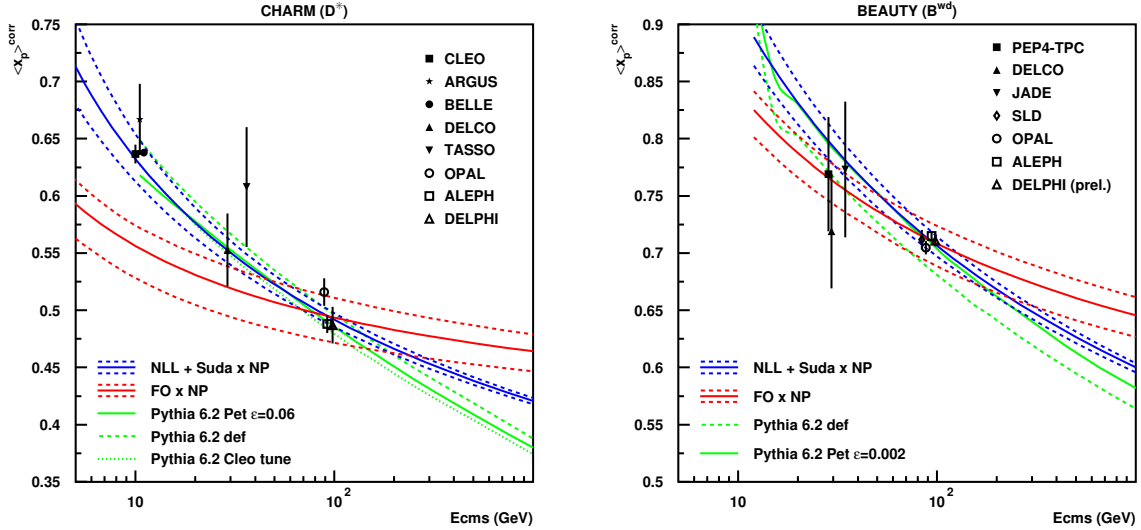 CHARM (D*)
<x_p>^corr
0.75
0.7
0.65
0.6
0.55
0.5
0.45
0.4
0.35
CLEO
ARGUS
BELLE
DELCO
TASSO
OPAL
ALEPH
DELPHI
NLL + Suda x NP
FO x NP
Pythia 6.2 Pet ε=0.06
Pythia 6.2 def
Pythia 6.2 Cleo tune
10
10^2
Ecms (GeV)
BEAUTY (B^wd)
<x_p>^corr
0.9
0.85
0.8
0.75
0.7
0.65
0.6
0.55
0.5
PEP4-TPC
DELCO
JADE
SLD
OPAL
ALEPH
DELPHI (prel.)
NLL + Suda x NP
FO x NP
Pythia 6.2 def
Pythia 6.2 Pet ε=0.002
10
10^2
Ecms (GeV)